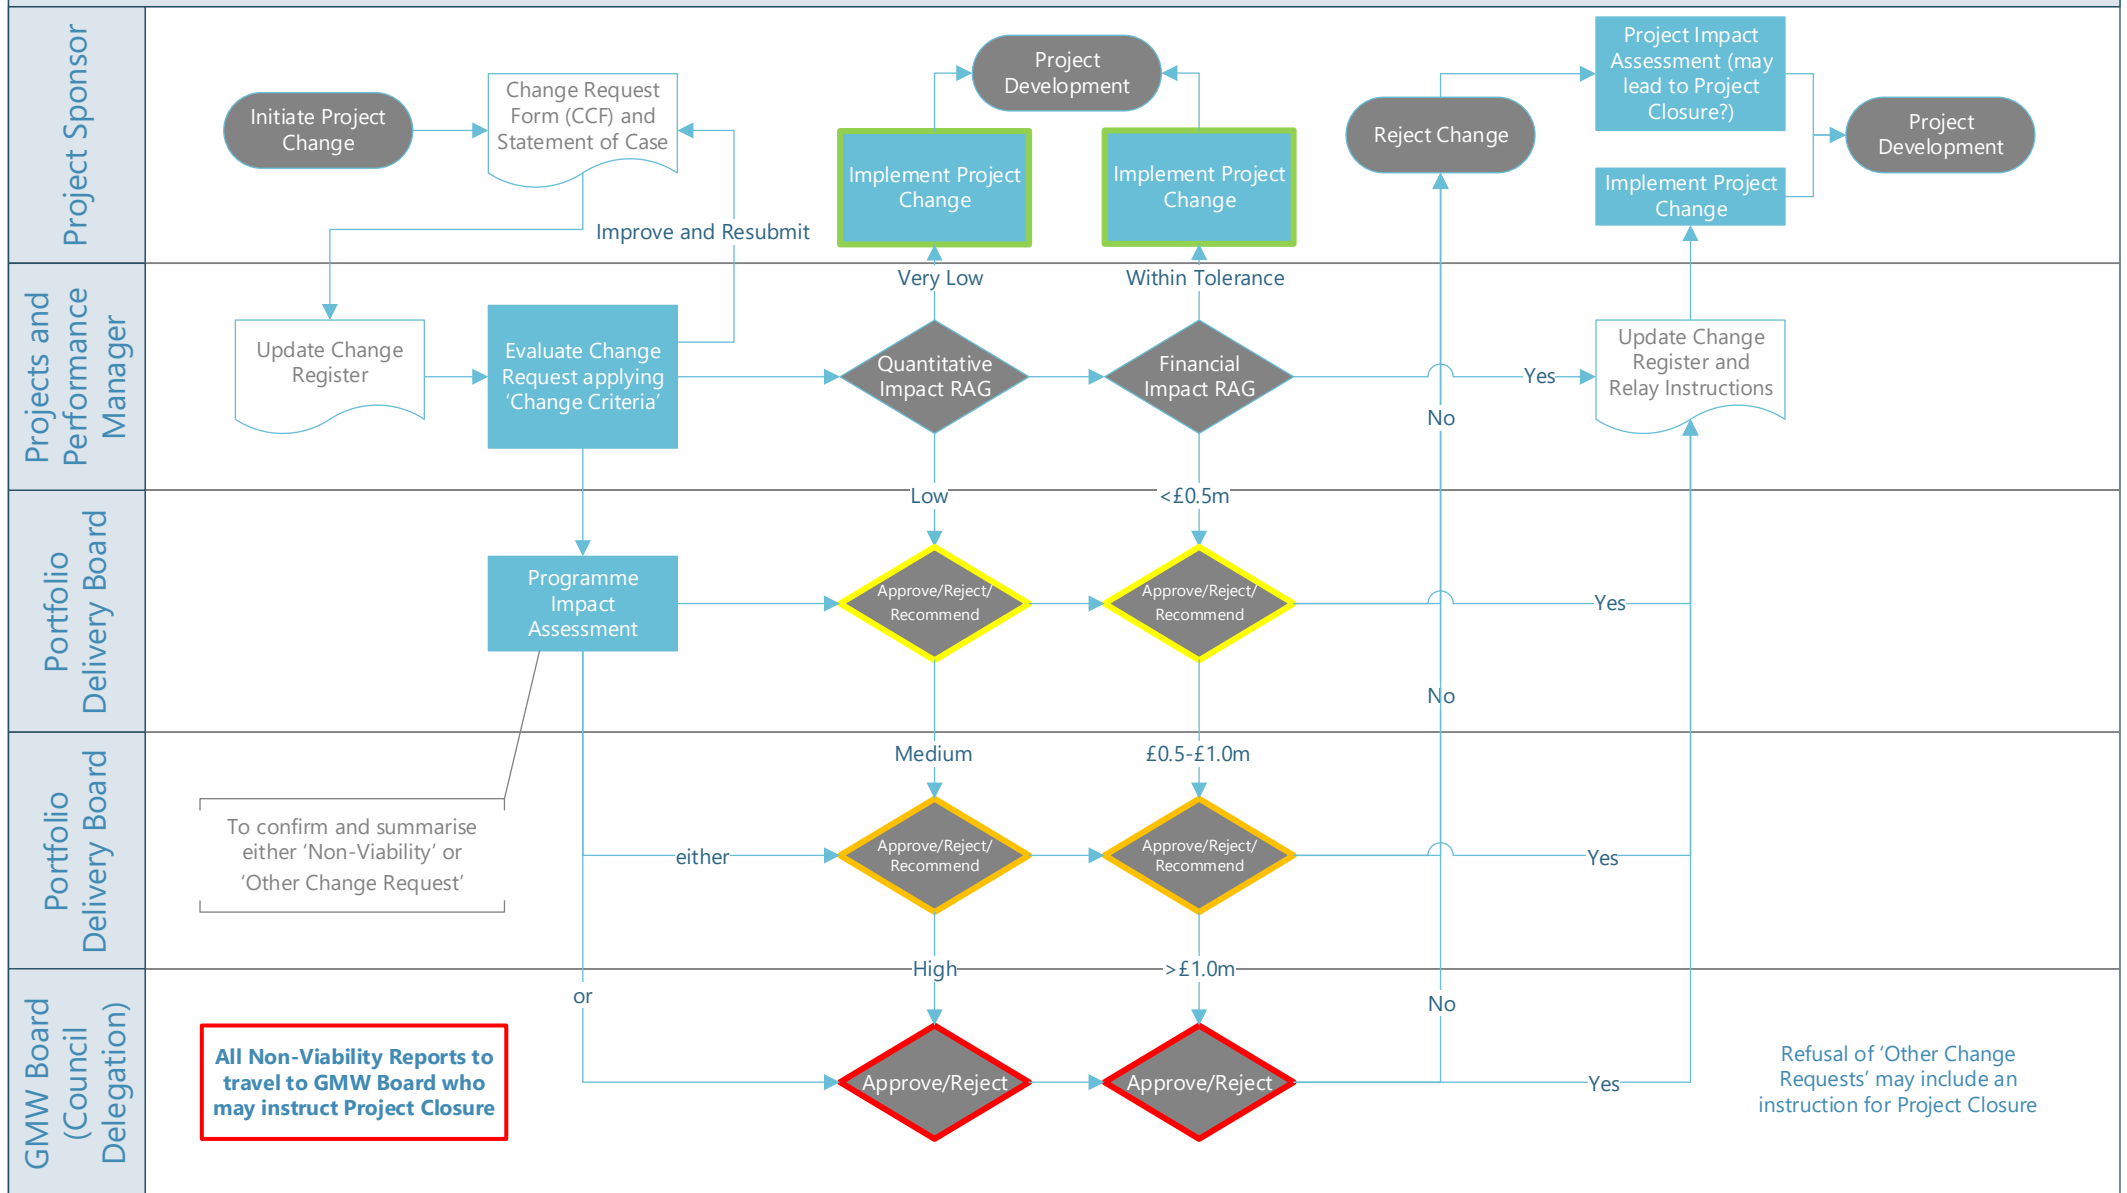 Project Sponsor
Initiate Project
Change
Change Request
Form (CCF) and
Statement of Case
Improve and Resubmit
Project
Development
Implement Project
Change
Implement Project
Change
Reject Change
Project Impact
Assessment (may
lead to Project
Closure?)
Implement Project
Change
Project
Development
Projects and
Performance
Manager
Update Change
Register
Evaluate Change
Request applying
‘Change Criteria’
Very Low
Within Tolerance
Quantitative
Impact RAG
Financial
Impact RAG
Yes
No
Update Change
Register and
Relay Instructions
Portfolio
Delivery Board
Low
<£0.5m
Programme
Impact
Assessment
Approve/Reject/
Recommend
Approve/Reject/
Recommend
Yes
No
Portfolio
Delivery Board
Medium
£0.5-£1.0m
To confirm and summarise
either ‘Non-Viability’ or
‘Other Change Request’
either
Approve/Reject/
Recommend
Approve/Reject/
Recommend
Yes
GMW Board
(Council
Delegation)
High
>£1.0m
or
No
All Non-Viability Reports to
travel to GMW Board who
may instruct Project Closure
Approve/Reject
Approve/Reject
Yes
Refusal of ‘Other Change
Requests’ may include an
instruction for Project Closure